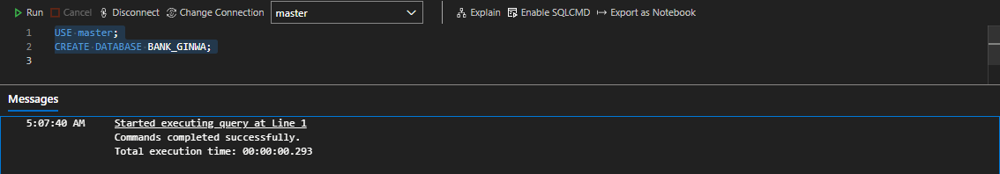 Run Cancel Disconnect Change Connection master Explain Enable SQLCMD Export as Notebook
1 USE master;
2 CREATE DATABASE BANK_GINWA;
3
Messages
5:07:40 AM Started executing query at Line 1
Commands completed successfully.
Total execution time: 00:00:00.293